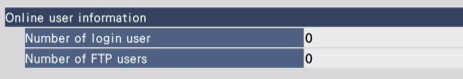 Online user information
Number of login user 0
Number of FTP users 0